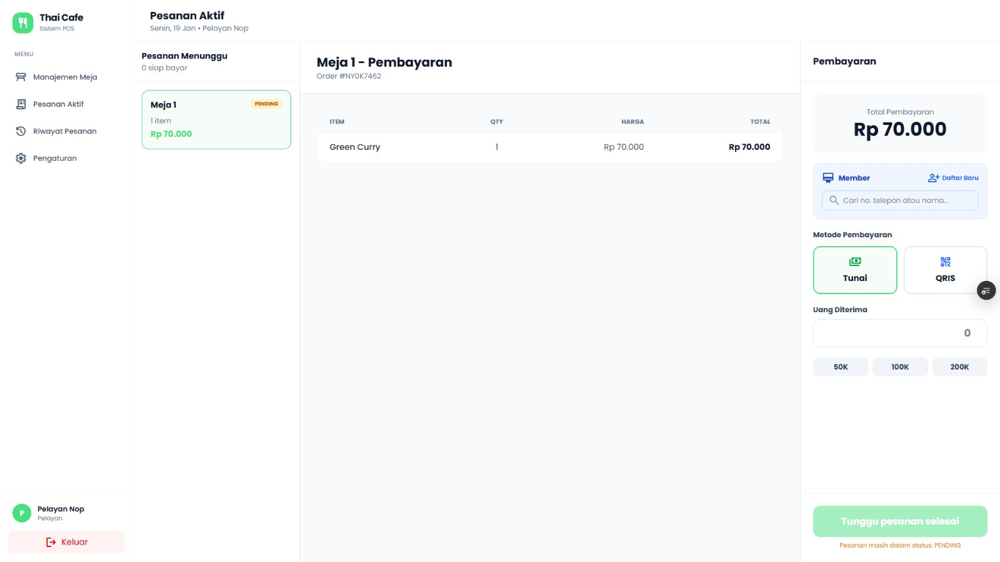 Thai Cafe
Sistem POS
MENU
Manajemen Meja
Pesanan Aktif
Riwayat Pesanan
Pengaturan
P
Pelayan Nop
Pelayan
Keluar
Pesanan Aktif
Senin, 19 Jan • Pelayan Nop
Pesanan Menunggu
0 siap bayar
Meja 1
PENDING
1 item
Rp 70.000
Meja 1 - Pembayaran
Order #NY0K7462
ITEM QTY HARGA TOTAL
Green Curry 1 Rp 70.000 Rp 70.000
Pembayaran
Total Pembayaran
Rp 70.000
Member
Daftar Baru
Cari no. telepon atau nama...
Metode Pembayaran
Tunai
QRIS
Uang Diterima
0
50K 100K 200K
Tunggu pesanan selesai
Pesanan masih dalam status: PENDING